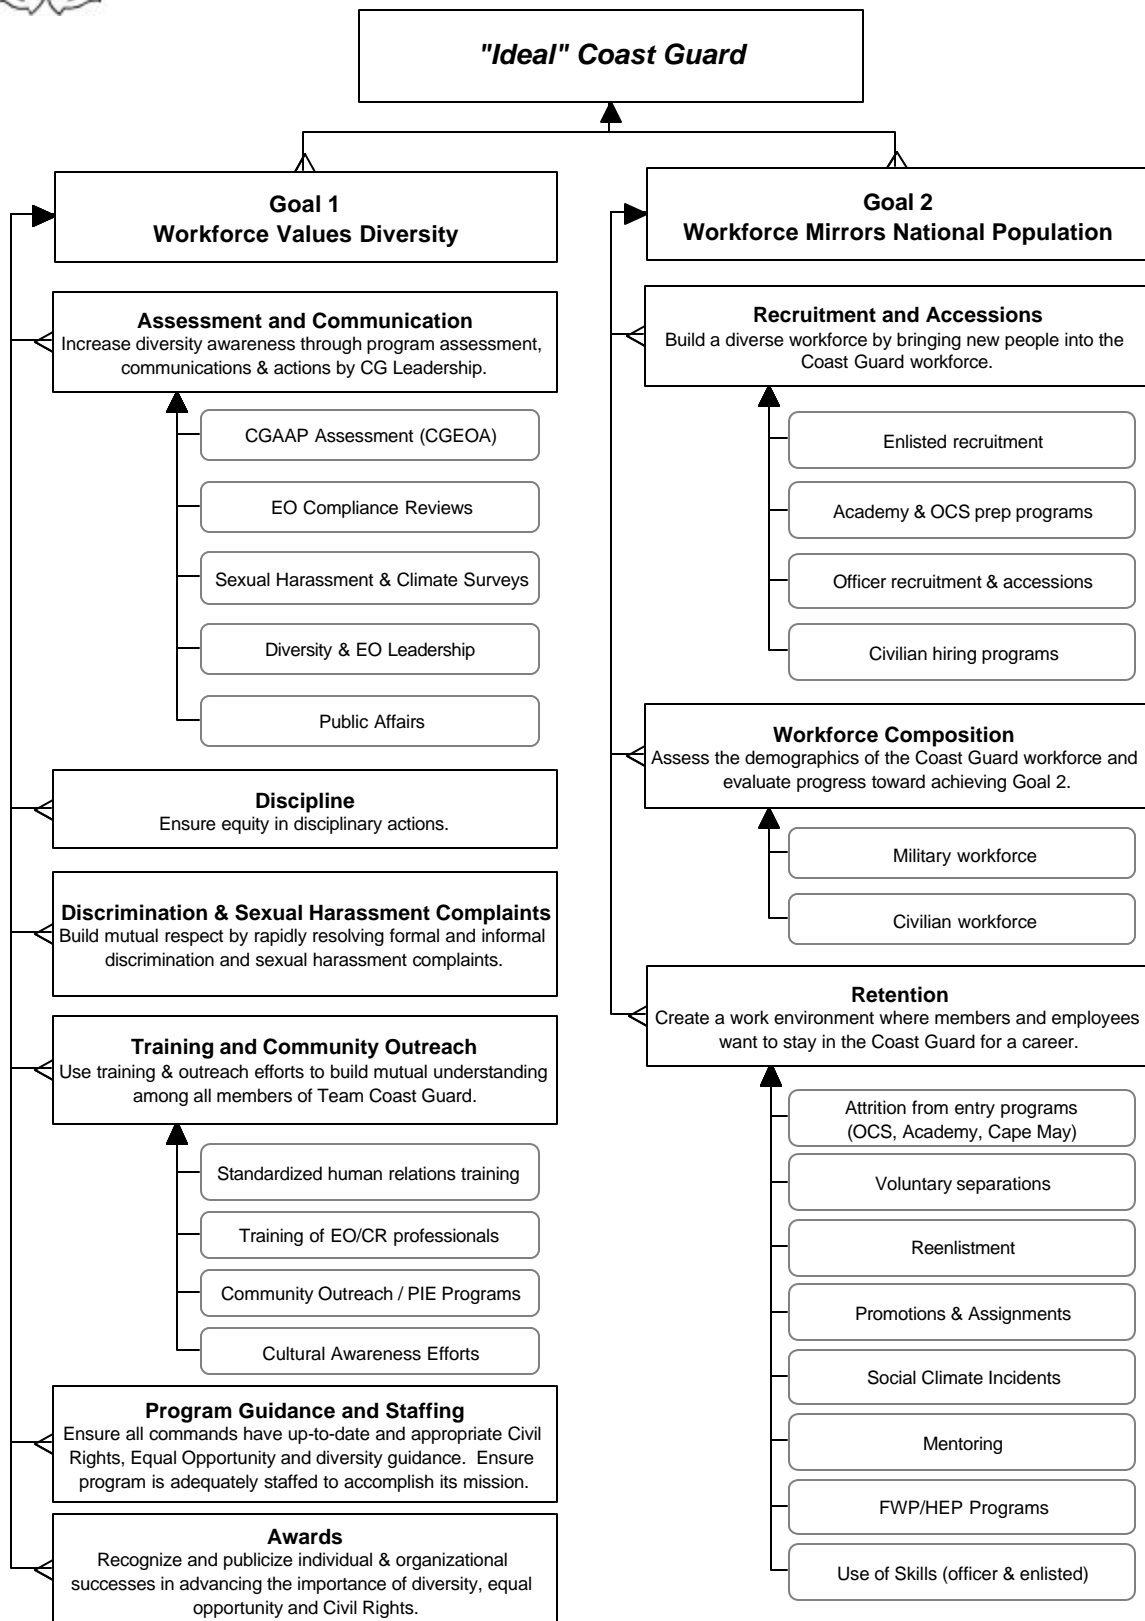 "Ideal" Coast Guard
Goal 1
Workforce Values Diversity
Assessment and Communication
Increase diversity awareness through program assessment,
communications & actions by CG Leadership.
CGAAP Assessment (CGEOA)
EO Compliance Reviews
Sexual Harassment & Climate Surveys
Diversity & EO Leadership
Public Affairs
Discipline
Ensure equity in disciplinary actions.
Discrimination & Sexual Harassment Complaints
Build mutual respect by rapidly resolving formal and informal
discrimination and sexual harassment complaints.
Training and Community Outreach
Use training & outreach efforts to build mutual understanding
among all members of Team Coast Guard.
Standardized human relations training
Training of EO/CR professionals
Community Outreach / PIE Programs
Cultural Awareness Efforts
Program Guidance and Staffing
Ensure all commands have up-to-date and appropriate Civil
Rights, Equal Opportunity and diversity guidance.  Ensure
program is adequately staffed to accomplish its mission.
Awards
Recognize and publicize individual & organizational
successes in advancing the importance of diversity, equal
opportunity and Civil Rights.
Goal 2
Workforce Mirrors National Population
Recruitment and Accessions
Build a diverse workforce by bringing new people into the
Coast Guard workforce.
Enlisted recruitment
Academy & OCS prep programs
Officer recruitment & accessions
Civilian hiring programs
Workforce Composition
Assess the demographics of the Coast Guard workforce and
evaluate progress toward achieving Goal 2.
Military workforce
Civilian workforce
Retention
Create a work environment where members and employees
want to stay in the Coast Guard for a career.
Attrition from entry programs
(OCS, Academy, Cape May)
Voluntary separations
Reenlistment
Promotions & Assignments
Social Climate Incidents
Mentoring
FWP/HEP Programs
Use of Skills (officer & enlisted)